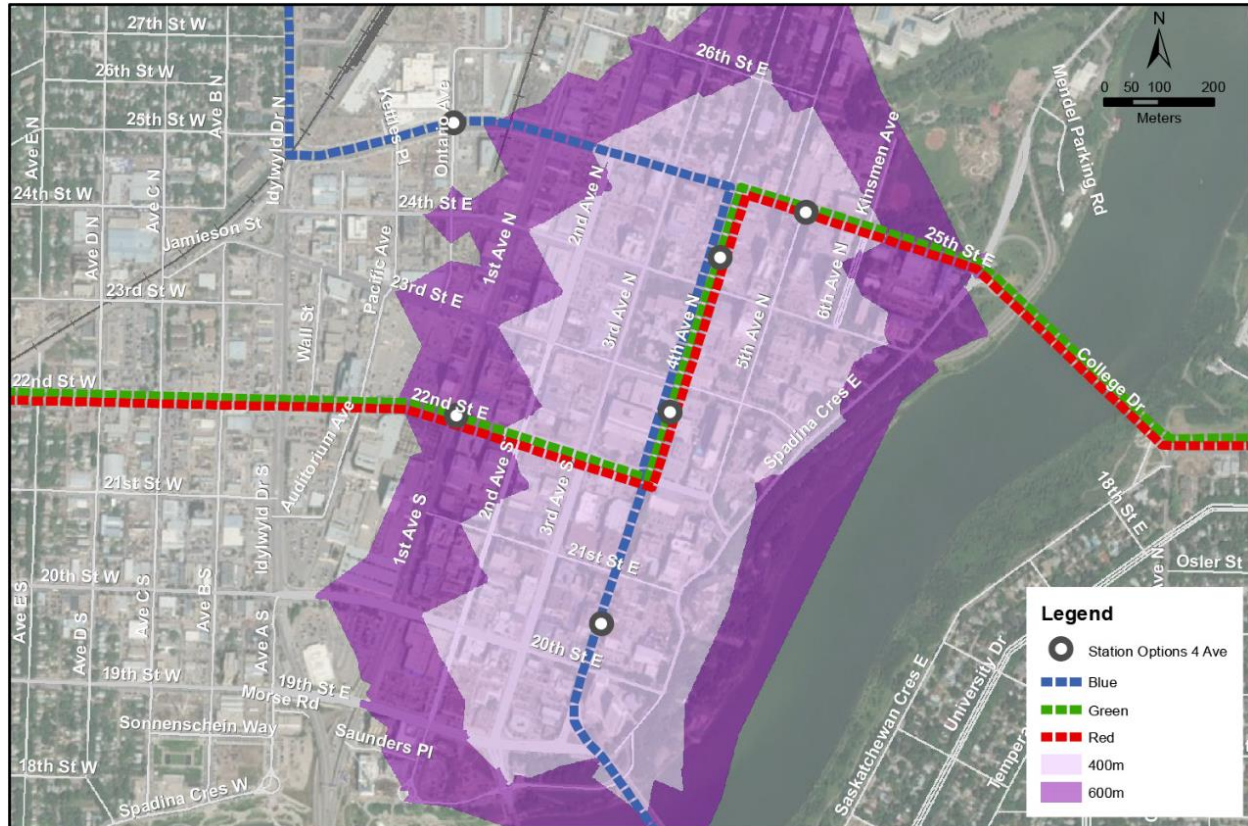 27th St W
26th St W
25th St W
24th St W
Ave E N
Ave D N
Ave C N
Ave B N
Idylwyld Dr N
Jamieson St
23rd St W
22nd St W
Wall St
Pacific Ave
Kettles Pl
Ontario Ave
24th St E
23rd St E
22nd St E
1st Ave N
2nd Ave N
3rd Ave N
4th Ave N
5th Ave N
6th Ave N
Kinsmen Ave
26th St E
25th St E
Mendel Parking Rd
N
0 50 100 200
Meters
College Dr
Spadina Cres E
Auditorium Ave
21st St W
Idylwyld Dr S
1st Ave S
2nd Ave S
3rd Ave S
21st St E
20th St W
20th St E
Ave E S
Ave D S
Ave C S
Ave B S
Ave A S
19th St W
19th St E
Morse Rd
Sonnenschein Way
Saunders Pl
18th St W
Spadina Cres W
18th St E
Ave N
Osler St
Saskatchewan Cres E
University Dr
Tempera
Legend
Station Options 4 Ave
Blue
Green
Red
400m
600m